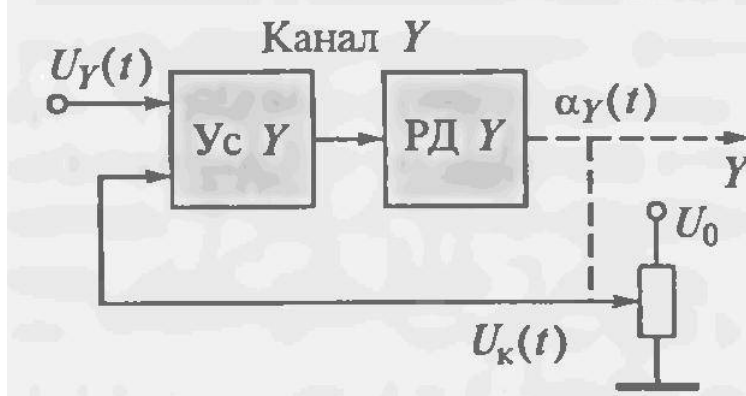 Канал Y
U_Y(t)
Ус Y
РД Y
α_Y(t)
Y
U_0
U_к(t)